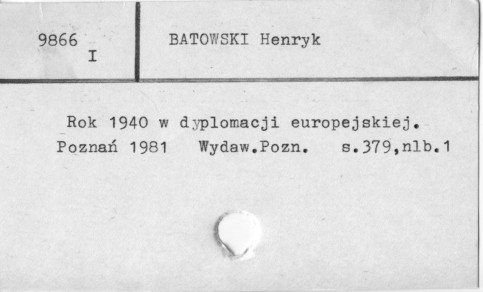 9866
I
BATOWSKI Henryk
Rok 1940 w dyplomacji europejskiej.
Poznań 1981 Wydaw.Pozn. s.379,nlb.1